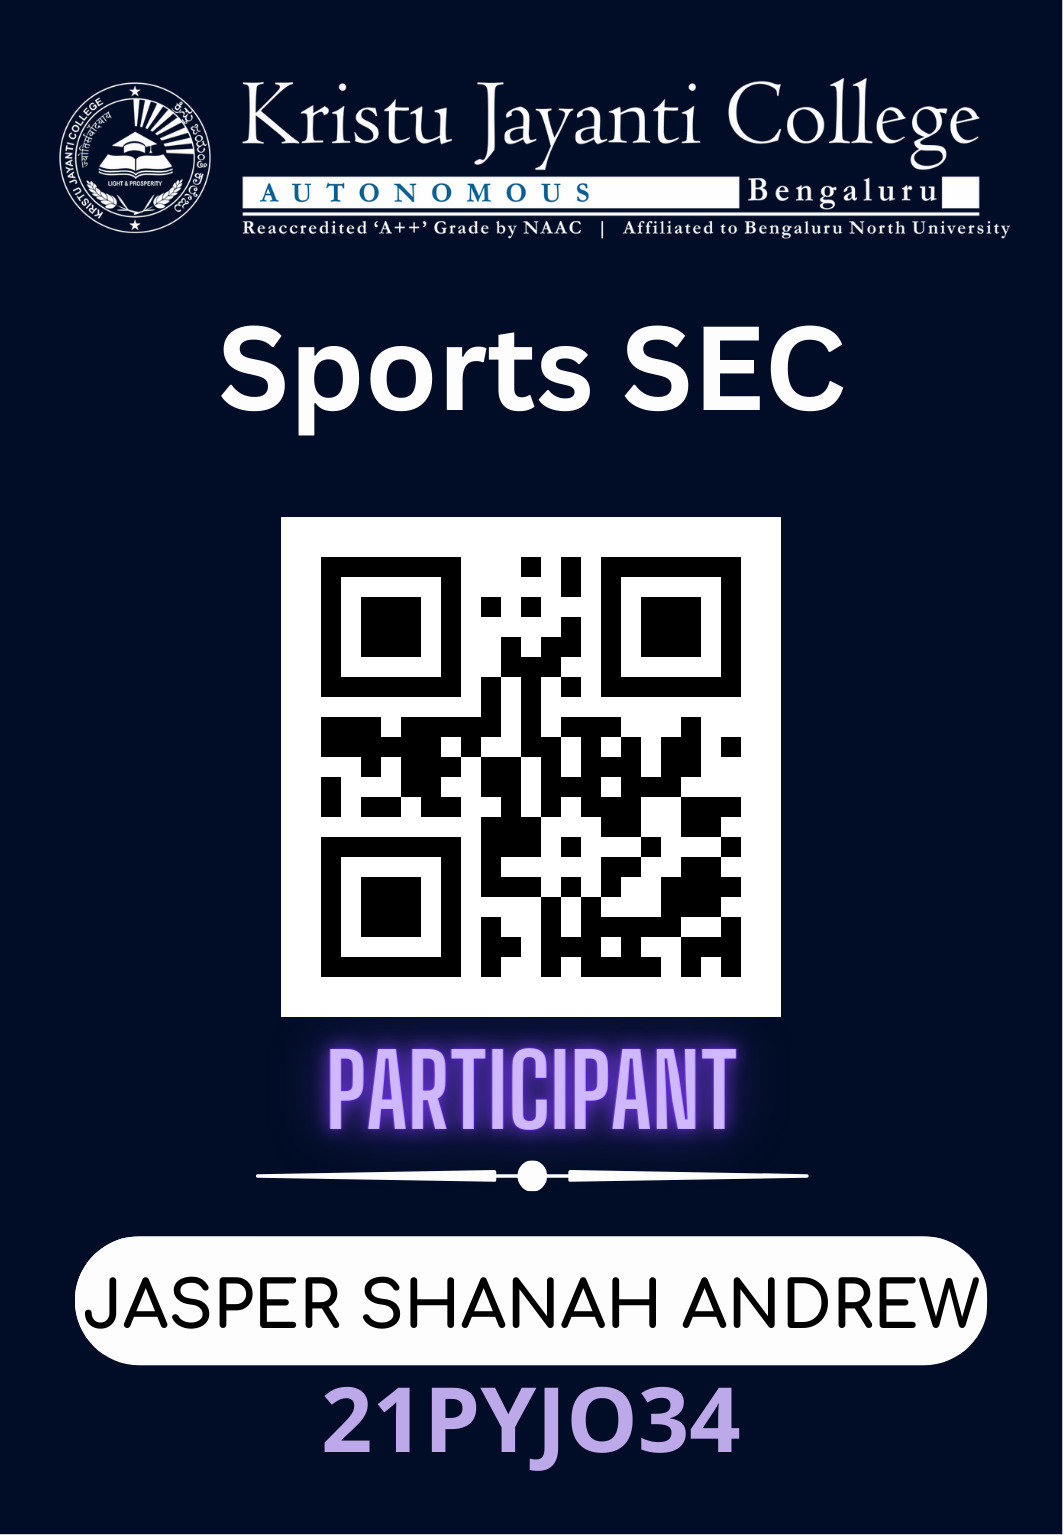 Kristu Jayanti College
AUTONOMOUS Bengaluru
Reaccredited ‘A++’ Grade by NAAC | Affiliated to Bengaluru North University
KRISTU JAYANTI COLLEGE
LIGHT & PROSPERITY
Sports SEC
PARTICIPANT
JASPER SHANAH ANDREW
21PYJO34